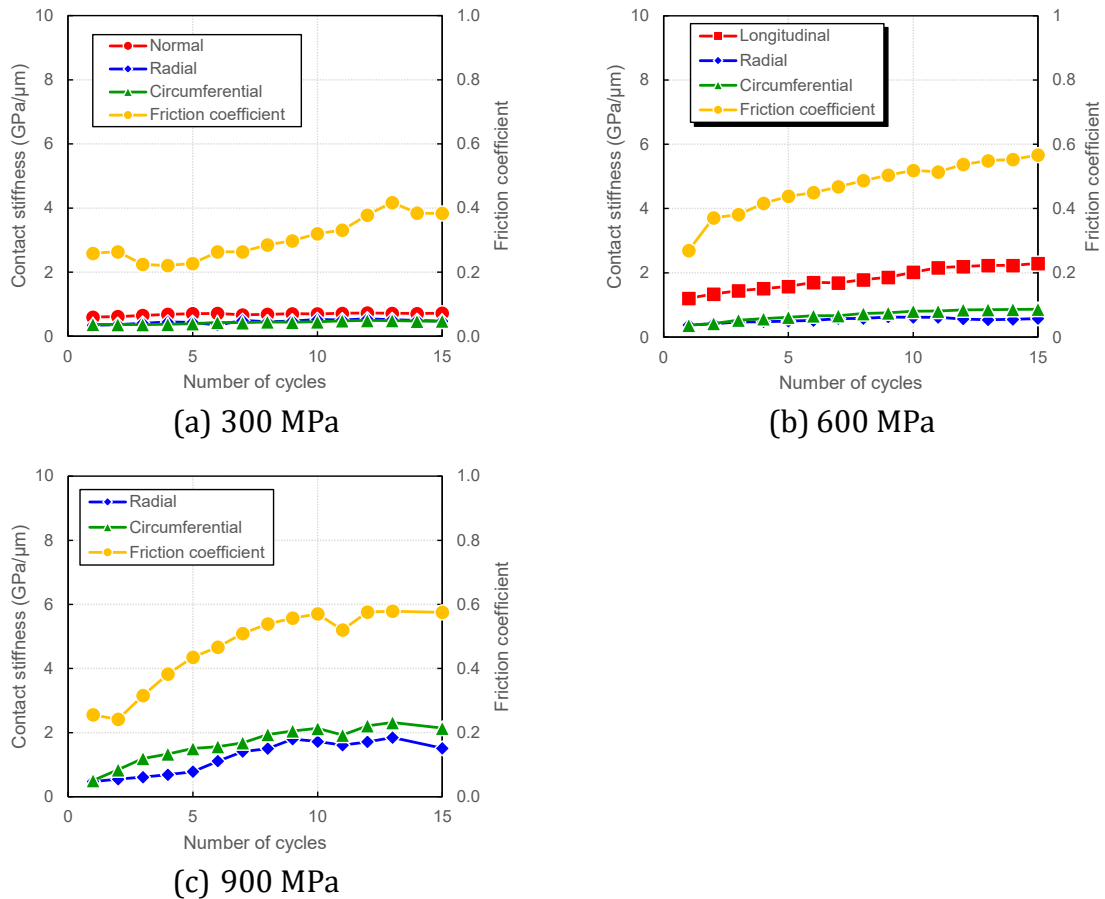 Contact stiffness (GPa/μm)
10
8
6
4
2
0
Normal
Radial
Circumferential
Friction coefficient
1.0
0.8
0.6
0.4
0.2
0.0
Friction coefficient
0
5
10
15
Number of cycles
(a) 300 MPa
Contact stiffness (GPa/μm)
10
8
6
4
2
0
Longitudinal
Radial
Circumferential
Friction coefficient
1
0.8
0.6
0.4
0.2
0
Friction coefficient
0
5
10
15
Number of cycles
(b) 600 MPa
Contact stiffness (GPa/μm)
10
8
6
4
2
0
Radial
Circumferential
Friction coefficient
1.0
0.8
0.6
0.4
0.2
0.0
Friction coefficient
0
5
10
15
Number of cycles
(c) 900 MPa